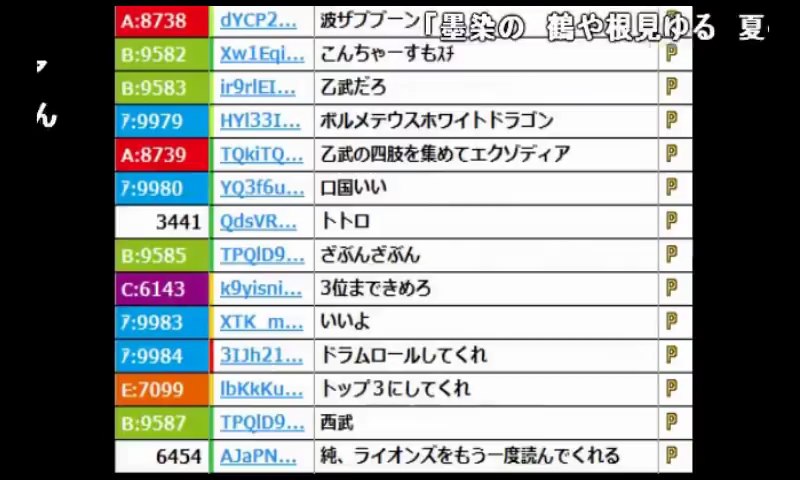 「墨染の 鶴や根見ゆる 夏
ん
A:8738 dYCP2... 波ザブブーン P
B:9582 Xw1Eqi... こんちゃーすもｽﾁ P
B:9583 ir9rlEI... 乙武だろ P
ｱ:9979 HYl33I... ボルメテウスホワイトドラゴン P
A:8739 TQkiTQ... 乙武の四肢を集めてエクゾディア P
ｱ:9980 YQ3f6u... 口国いい P
3441 QdsVR... トトロ P
B:9585 TPQlD9... ざぶんざぶん P
C:6143 k9yisni... 3位まできめろ P
ｱ:9983 XTK_m... いいよ P
ｱ:9984 3IJh21... ドラムロールしてくれ P
E:7099 lbKkKu... トップ３にしてくれ P
B:9587 TPQlD9... 西武 P
6454 AJaPN... 純、ライオンズをもう一度読んでくれる P